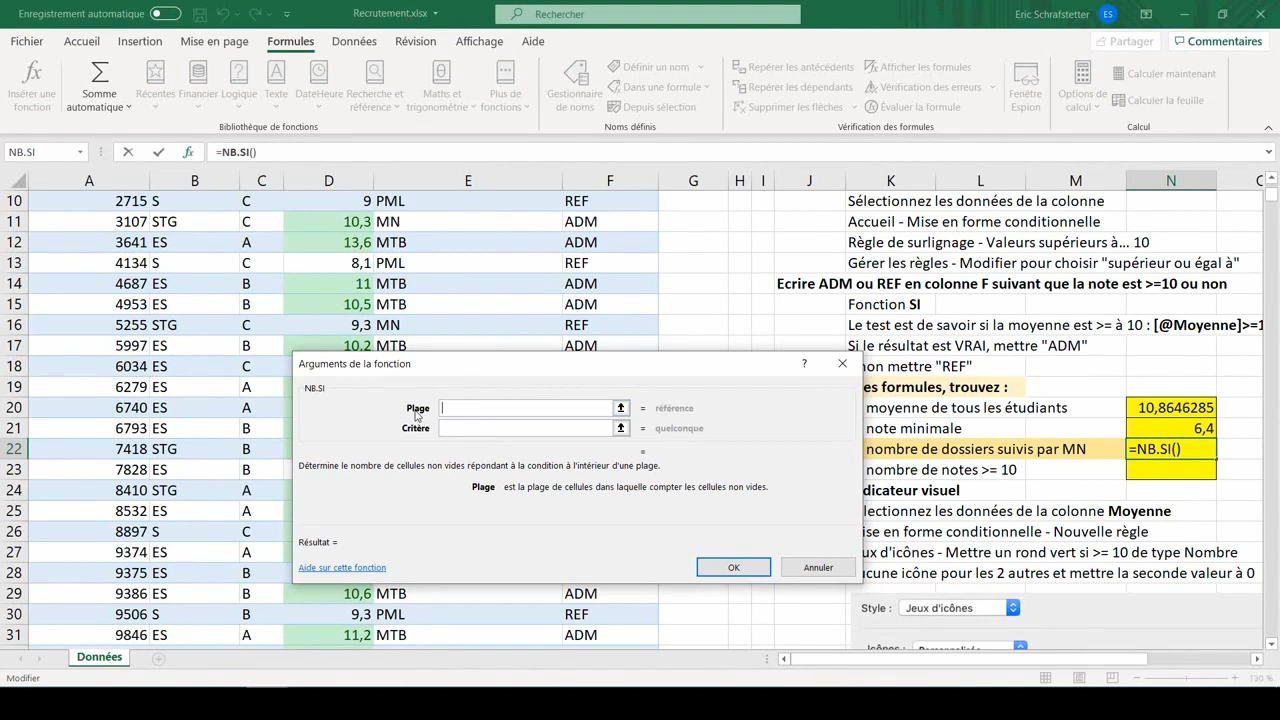 Enregistrement automatique
Recrutement.xlsx
Rechercher
Eric Schrafstetter
ES
Fichier
Accueil
Insertion
Mise en page
Formules
Données
Révision
Affichage
Aide
Partager
Commentaires
Insérer une
fonction
Somme
automatique
Récentes
Financier
Logique
Texte
DateHeure
Recherche et
référence
Maths et
trigonométrie
Plus de
fonctions
Bibliothèque de fonctions
Gestionnaire
de noms
Définir un nom
Dans une formule
Depuis sélection
Noms définis
Repérer les antécédents
Repérer les dépendants
Supprimer les flèches
Afficher les formules
Vérification des erreurs
Évaluer la formule
Fenêtre
Espion
Vérification des formules
Options de
calcul
Calculer maintenant
Calculer la feuille
Calcul
NB.SI
fx
=NB.SI()
A B C D E F G H I J K L M N
10 2715 S C 9 PML REF Sélectionnez les données de la colonne
11 3107 STG C 10,3 MN ADM Accueil - Mise en forme conditionnelle
12 3641 ES A 13,6 MTB ADM Règle de surlignage - Valeurs supérieurs à... 10
13 4134 S C 8,1 PML REF Gérer les règles - Modifier pour choisir "supérieur ou égal à"
14 4687 ES B 11 MTB ADM Ecrire ADM ou REF en colonne F suivant que la note est >=10 ou non
15 4953 ES B 10,5 MTB ADM Fonction SI
16 5255 STG C 9,3 MN REF Le test est de savoir si la moyenne est >= à 10 : [@Moyenne]>=1
17 5997 ES B 10,2 MTB ADM Si le résultat est VRAI, mettre "ADM"
18 6034 ES C
non mettre "REF"
19 6279 ES A
es formules, trouvez :
20 6740 ES A
moyenne de tous les étudiants 10,8646285
21 6793 ES B
note minimale 6,4
22 7418 STG B
nombre de dossiers suivis par MN =NB.SI()
23 7828 ES B
nombre de notes >= 10
24 8410 STG A
dicateur visuel
25 8532 ES A
lectionnez les données de la colonne Moyenne
26 8897 S C
ise en forme conditionnelle - Nouvelle règle
27 9374 ES A
ux d'icônes - Mettre un rond vert si >= 10 de type Nombre
28 9375 ES B
ucune icône pour les 2 autres et mettre la seconde valeur à 0
29 9386 ES B 10,6 MTB ADM
30 9506 S B 9,3 PML REF
Style : Jeux d'icônes
31 9846 ES A 11,2 MTB ADM
Icônes : Personnalisée
Arguments de la fonction
?
NB.SI
Plage = référence
Critère = quelconque
=
Détermine le nombre de cellules non vides répondant à la condition à l'intérieur d'une plage.
Plage est la plage de cellules dans laquelle compter les cellules non vides.
Résultat =
Aide sur cette fonction
OK
Annuler
Données
Modifier
130 %